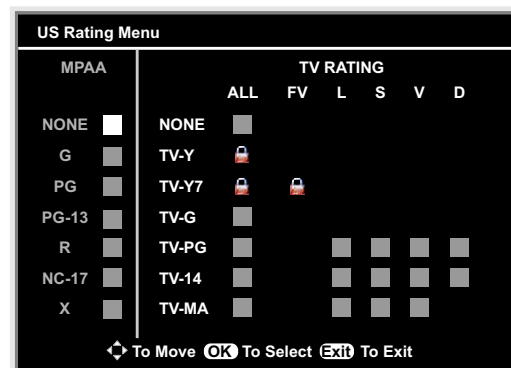 US Rating Menu
MPAA TV RATING
ALL FV L S V D
NONE NONE
G TV-Y
PG TV-Y7
PG-13 TV-G
R TV-PG
NC-17 TV-14
X TV-MA
To Move OK To Select Exit To Exit